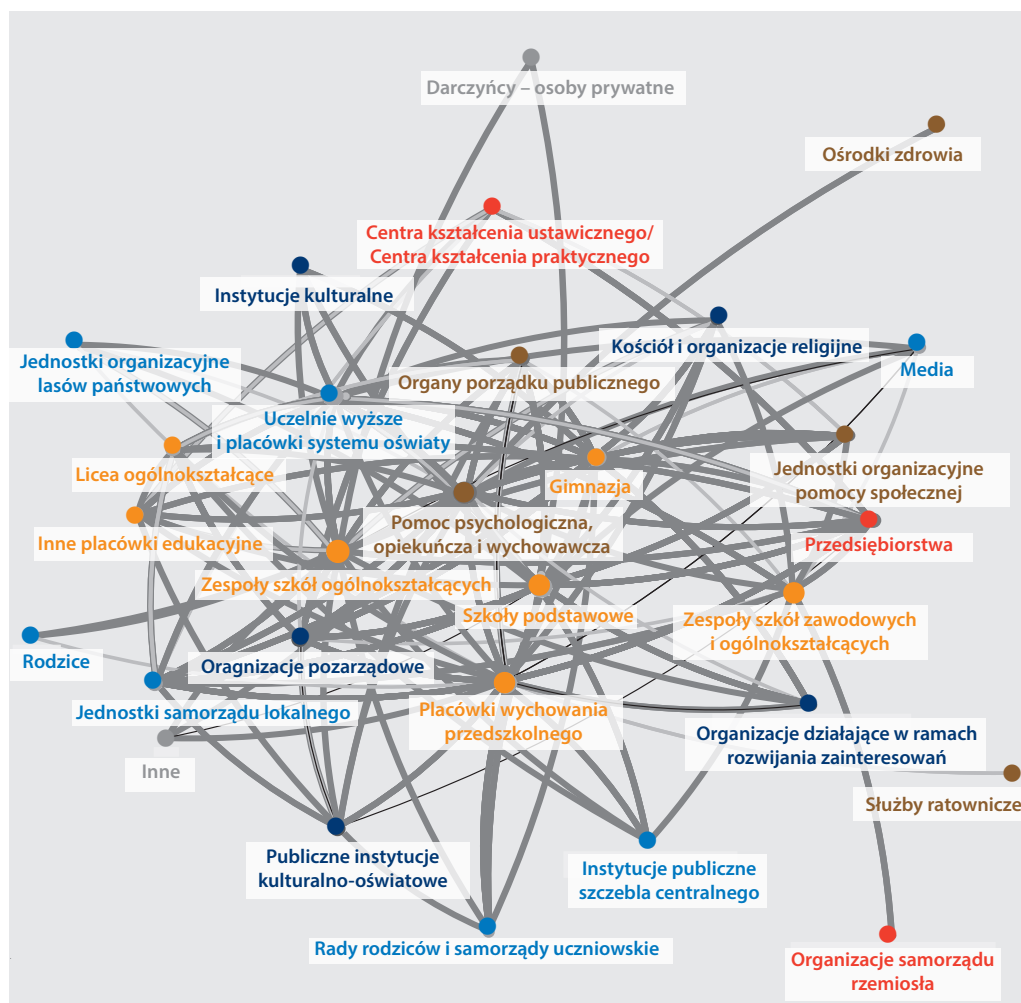 Darczyńcy – osoby prywatne
Ośrodki zdrowia
Centra kształcenia ustawicznego/
Centra kształcenia praktycznego
Instytucje kulturalne
Kościół i organizacje religijne
Jednostki organizacyjne
lasów państwowych
Media
Organy porządku publicznego
Uczelnie wyższe
i placówki systemu oświaty
Licea ogólnokształcące
Gimnazja
Jednostki organizacyjne
pomocy społecznej
Pomoc psychologiczna,
opiekuńcza i wychowawcza
Inne placówki edukacyjne
Przedsiębiorstwa
Zespoły szkół ogólnokształcących
Szkoły podstawowe
Zespoły szkół zawodowych
i ogólnokształcących
Rodzice
Oragnizacje pozarządowe
Jednostki samorządu lokalnego
Placówki wychowania
przedszkolnego
Organizacje działające w ramach
rozwijania zainteresowań
Inne
Służby ratownicze
Publiczne instytucje
kulturalno-oświatowe
Instytucje publiczne
szczebla centralnego
Rady rodziców i samorządy uczniowskie
Organizacje samorządu
rzemiosła